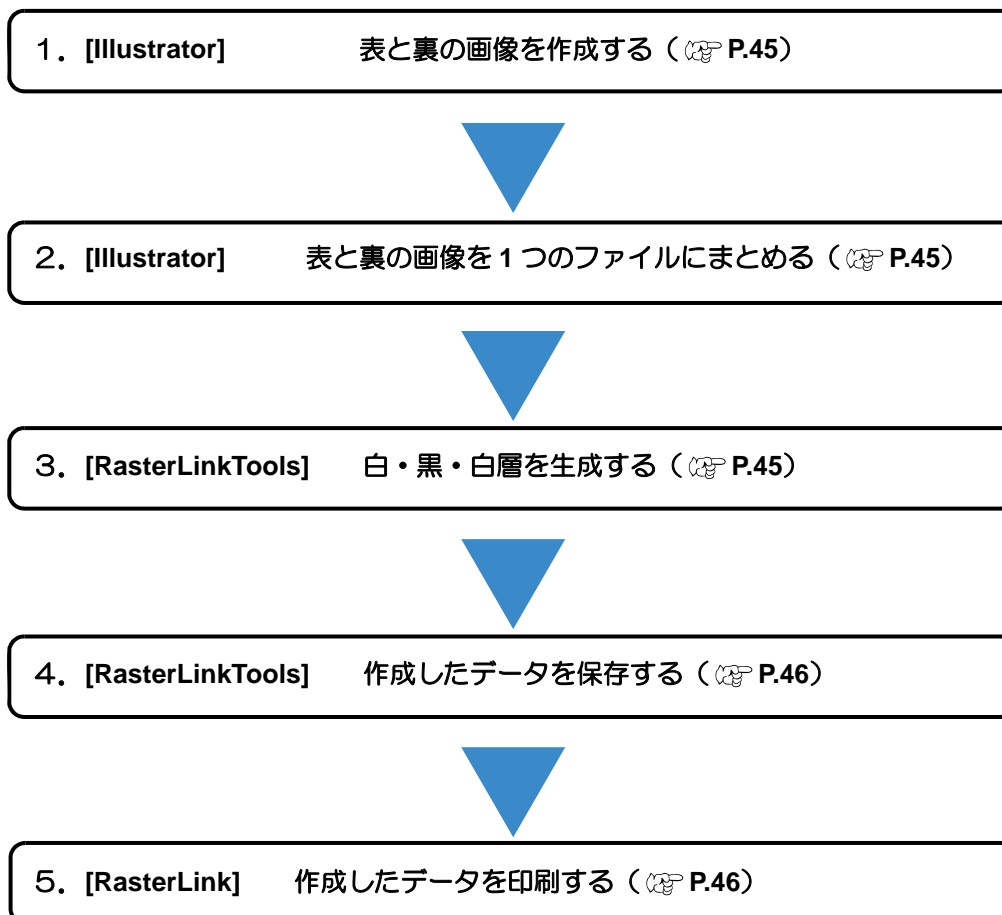 １．[Illustrator] 表と裏の画像を作成する（☞ P.45）
２．[Illustrator] 表と裏の画像を 1 つのファイルにまとめる（☞ P.45）
３．[RasterLinkTools] 白・黒・白層を生成する（☞ P.45）
４．[RasterLinkTools] 作成したデータを保存する（☞ P.46）
５．[RasterLink] 作成したデータを印刷する（☞ P.46）